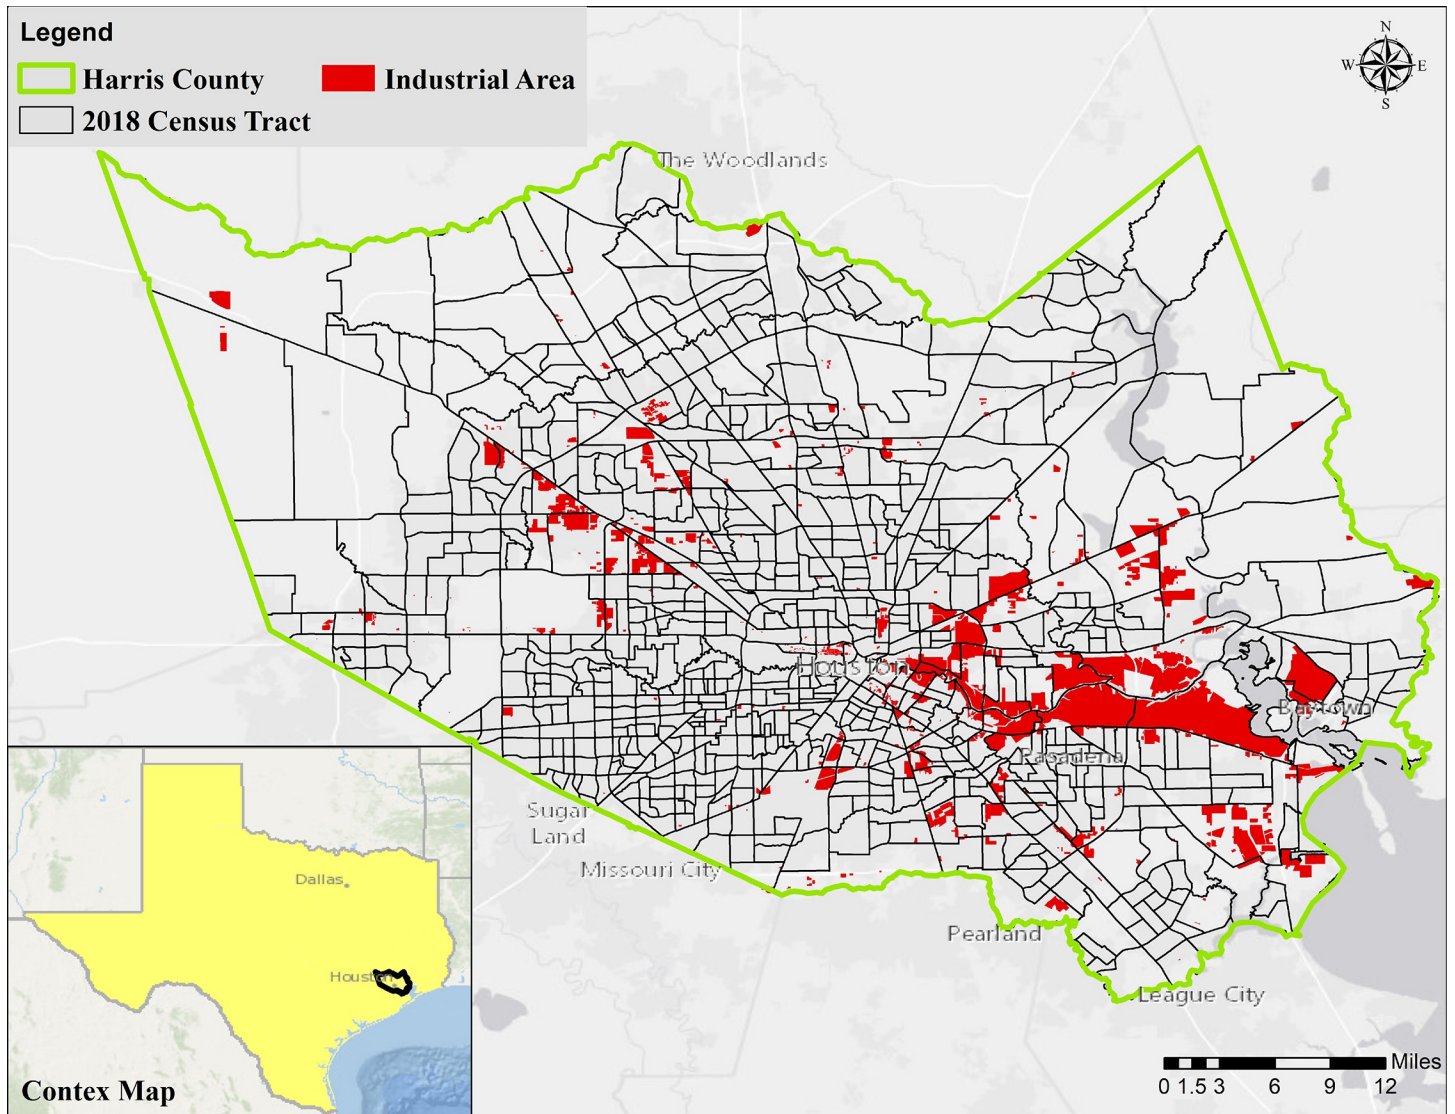 Legend
Harris County
Industrial Area
2018 Census Tract
N
W
E
S
The Woodlands
Houston
Baytown
Pasadena
Sugar
Land
Missouri City
Pearland
League City
Dallas
Houston
Contex Map
Miles
0 1.5 3 6 9 12